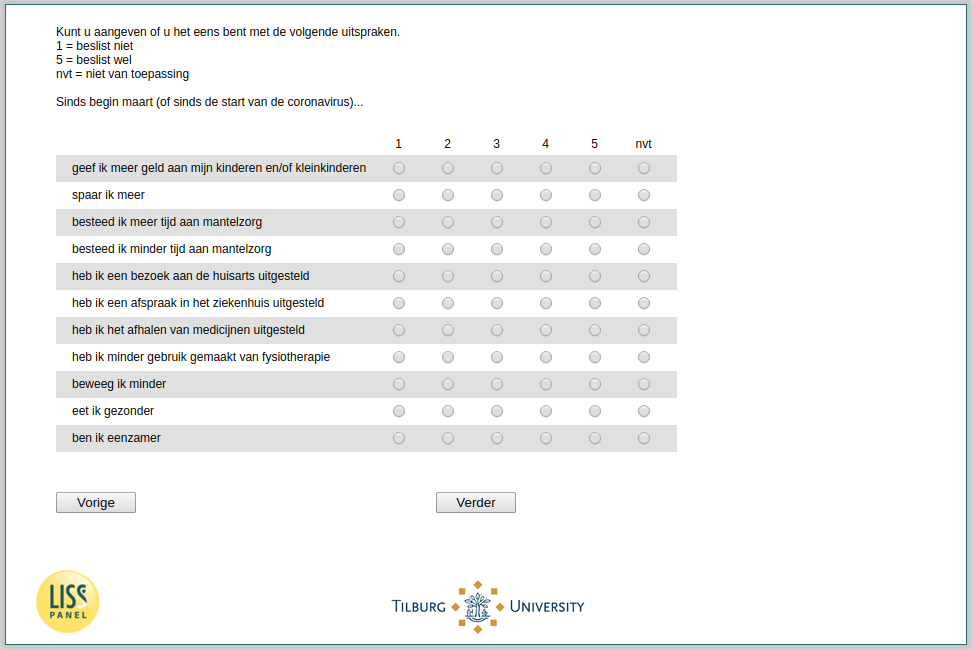 Kunt u aangeven of u het eens bent met de volgende uitspraken.
1 = beslist niet
5 = beslist wel
nvt = niet van toepassing
Sinds begin maart (of sinds de start van de coronavirus)...
1 2 3 4 5 nvt
geef ik meer geld aan mijn kinderen en/of kleinkinderen
spaar ik meer
besteed ik meer tijd aan mantelzorg
besteed ik minder tijd aan mantelzorg
heb ik een bezoek aan de huisarts uitgesteld
heb ik een afspraak in het ziekenhuis uitgesteld
heb ik het afhalen van medicijnen uitgesteld
heb ik minder gebruik gemaakt van fysiotherapie
beweeg ik minder
eet ik gezonder
ben ik eenzamer
Vorige Verder
LISS
PANEL
TILBURG UNIVERSITY